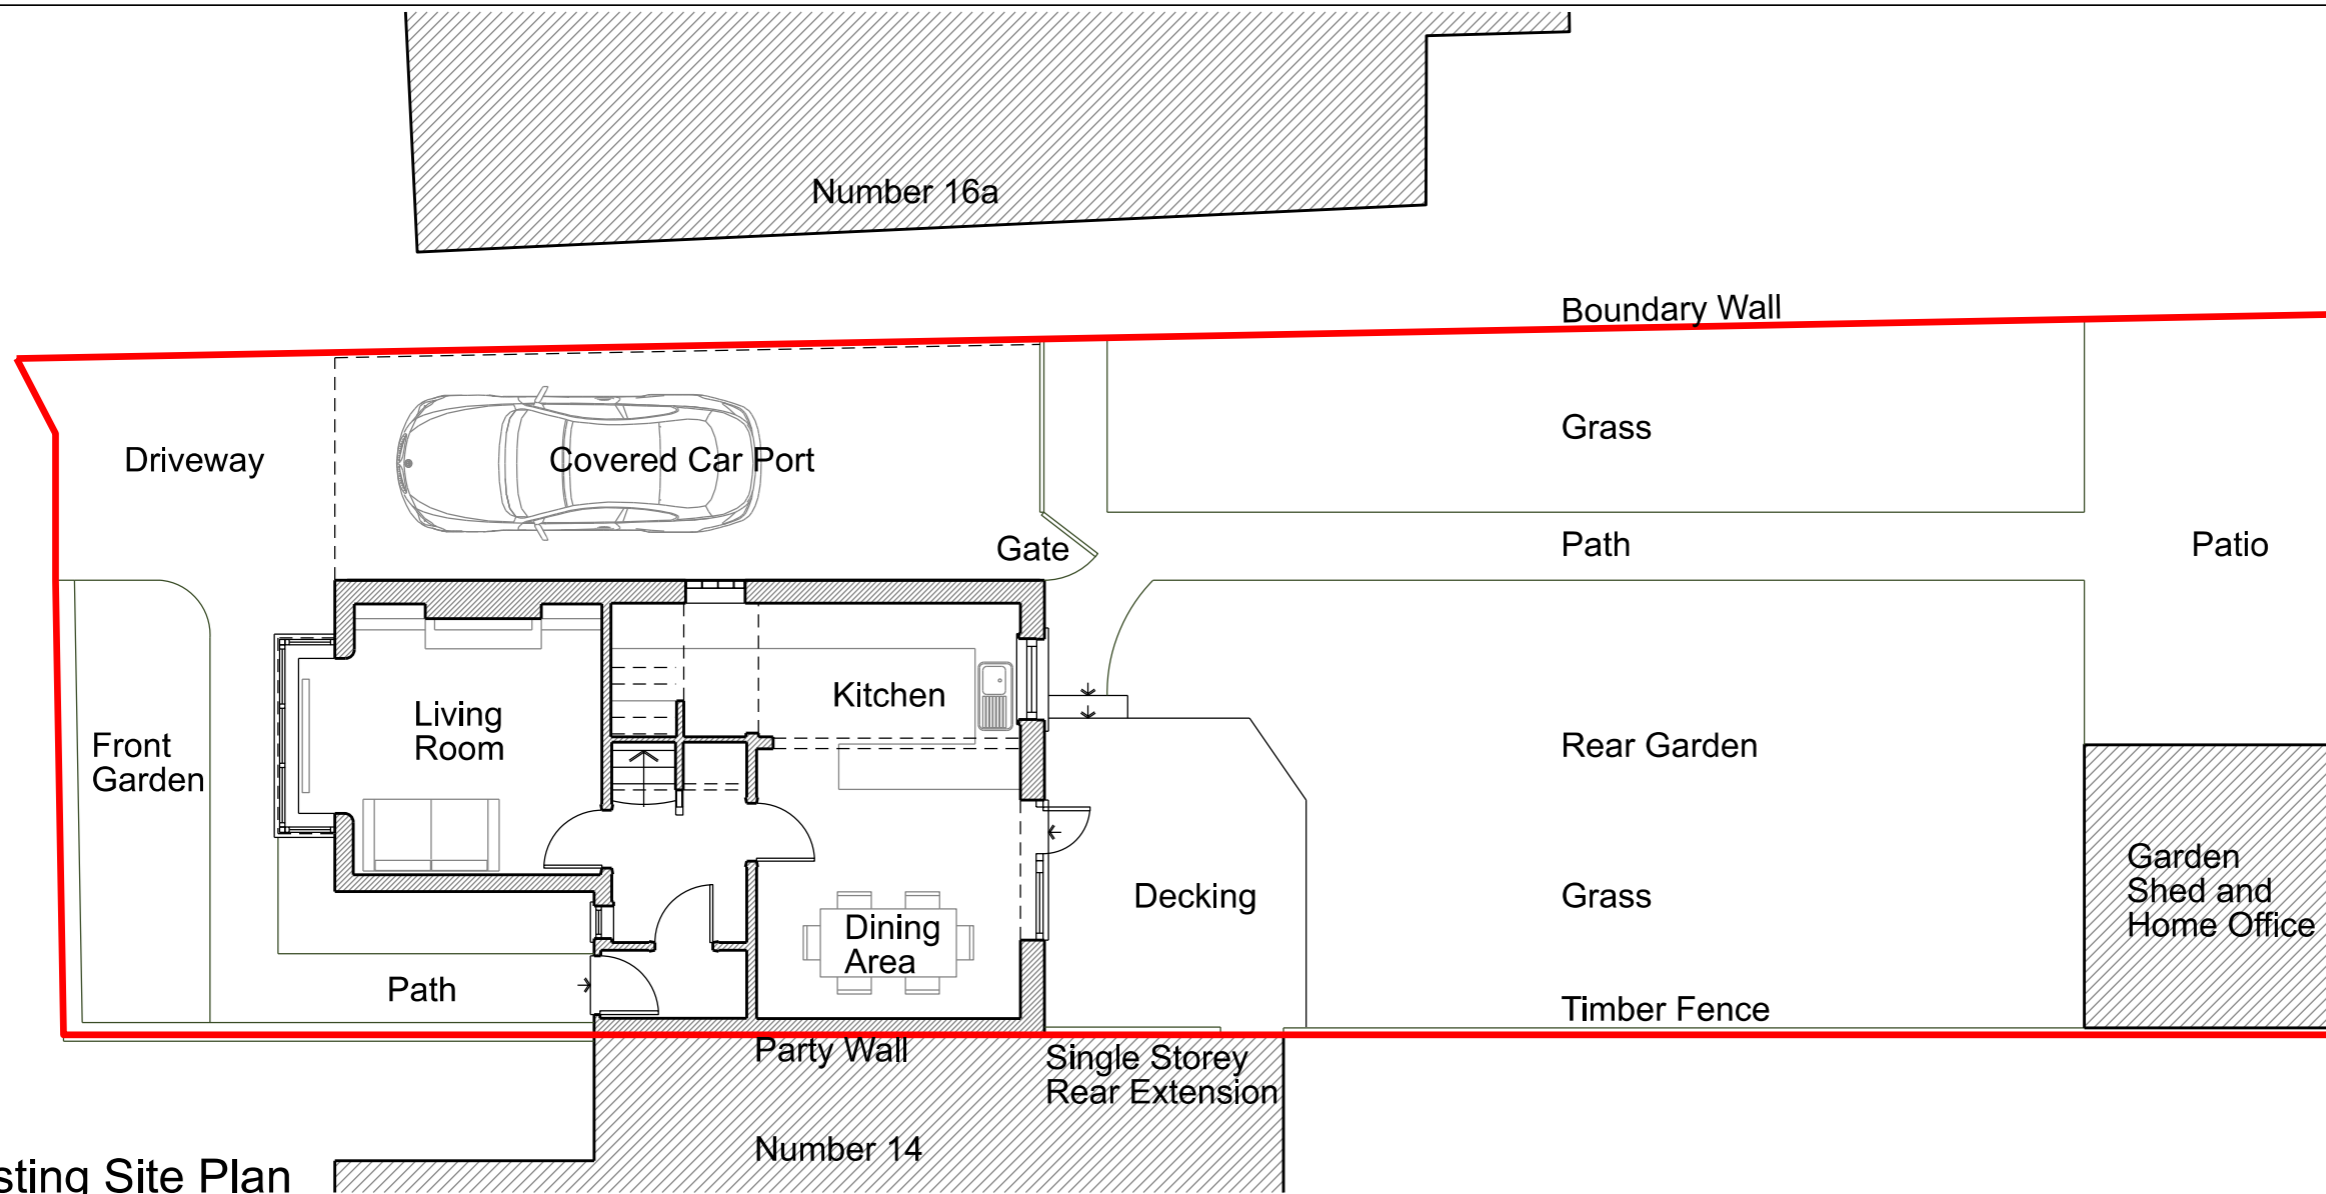 Number 16a
Boundary Wall
Driveway
Covered Car Port
Grass
Gate
Path
Patio
Living
Room
Kitchen
Front
Garden
Rear Garden
Decking
Grass
Garden
Shed and
Home Office
Dining
Area
Path
Timber Fence
Party Wall
Single Storey
Rear Extension
Number 14
sting Site Plan